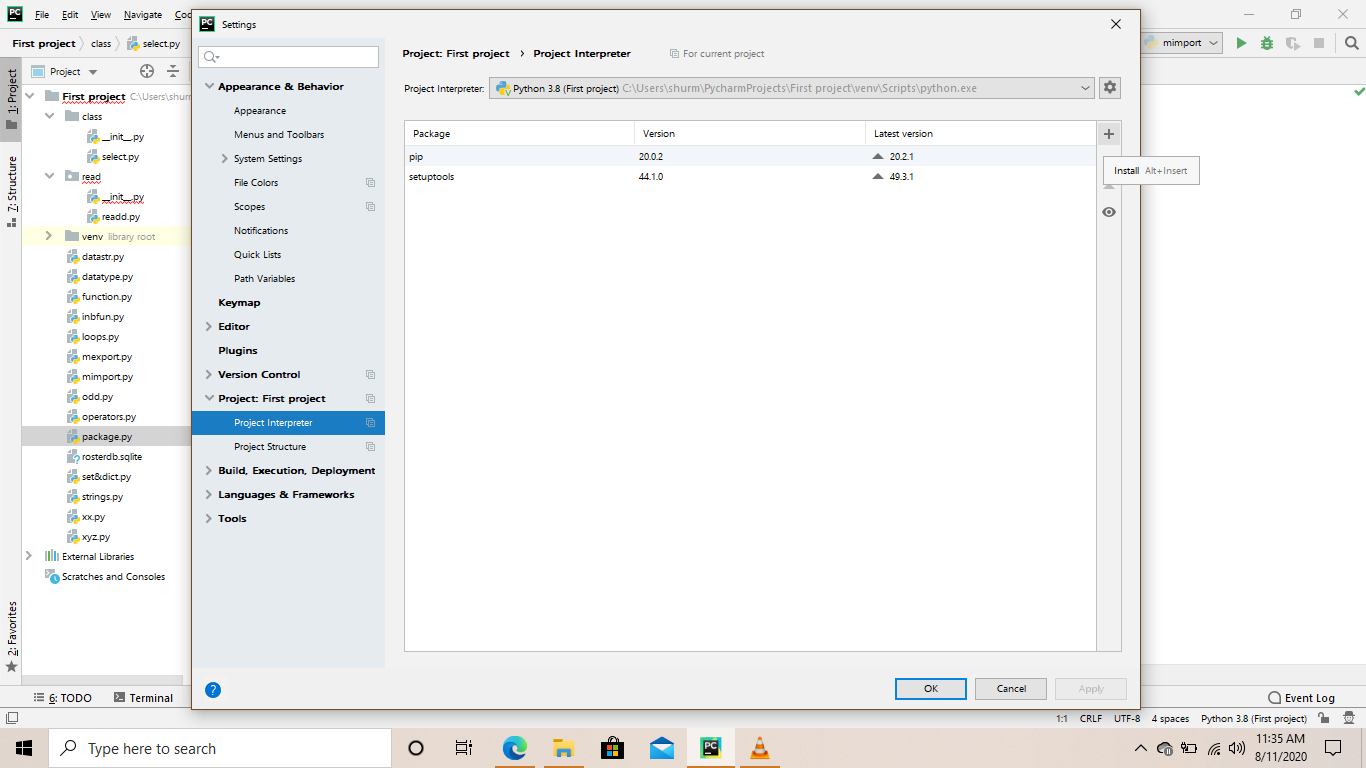 File Edit View Navigate Coc
Settings
First project class select.py
mimport
Project
Project: First project › Project Interpreter For current project
Project Interpreter: Python 3.8 (First project) C:\Users\shurm\PycharmProjects\First project\venv\Scripts\python.exe
1: Project
7: Structure
2: Favorites
First project C:\Users\shurm
class
__init__.py
select.py
read
__init__.py
readd.py
venv library root
datastr.py
datatype.py
function.py
inbfun.py
loops.py
mexport.py
mimport.py
odd.py
operators.py
package.py
rosterdb.sqlite
set&dict.py
strings.py
xx.py
xyz.py
External Libraries
Scratches and Consoles
Appearance & Behavior
Appearance
Menus and Toolbars
System Settings
File Colors
Scopes
Notifications
Quick Lists
Path Variables
Keymap
Editor
Plugins
Version Control
Project: First project
Project Interpreter
Project Structure
Build, Execution, Deployment
Languages & Frameworks
Tools
Package Version Latest version
pip 20.0.2 20.2.1
setuptools 44.1.0 49.3.1
Install Alt+Insert
OK Cancel Apply
6: TODO Terminal Event Log
1:1 CRLF UTF-8 4 spaces Python 3.8 (First project)
Type here to search
11:35 AM
8/11/2020